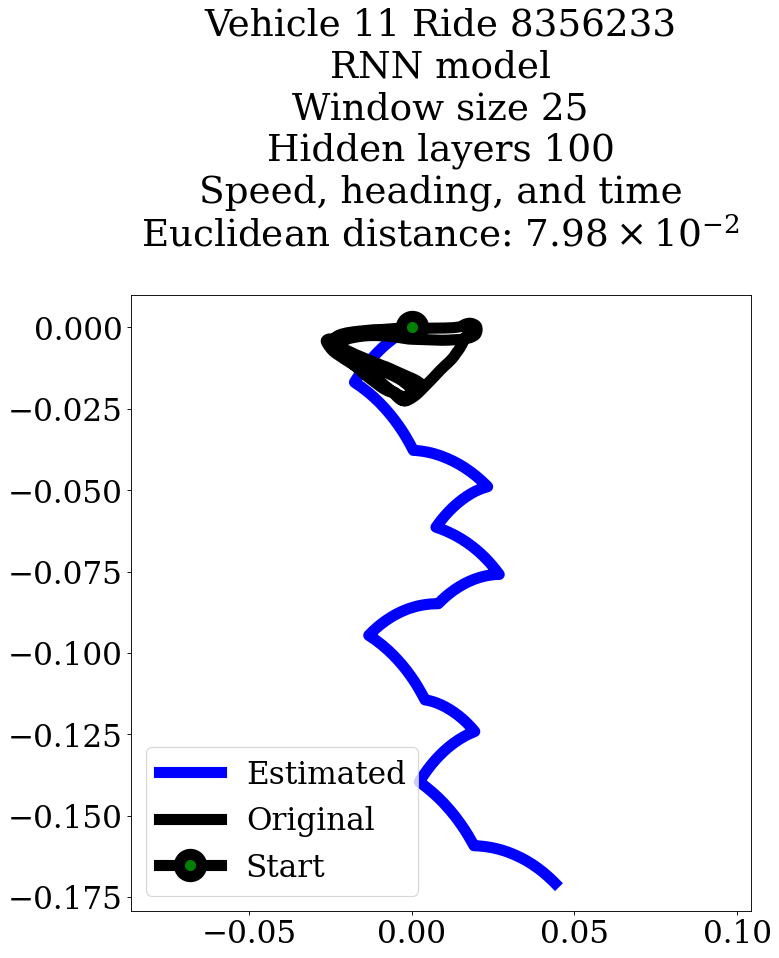 Vehicle 11 Ride 8356233
RNN model
Window size 25
Hidden layers 100
Speed, heading, and time
Euclidean distance: 7.98 × 10⁻²
0.000
−0.025
−0.050
−0.075
−0.100
−0.125
−0.150
−0.175
Estimated
Original
Start
−0.05 0.00 0.05 0.10